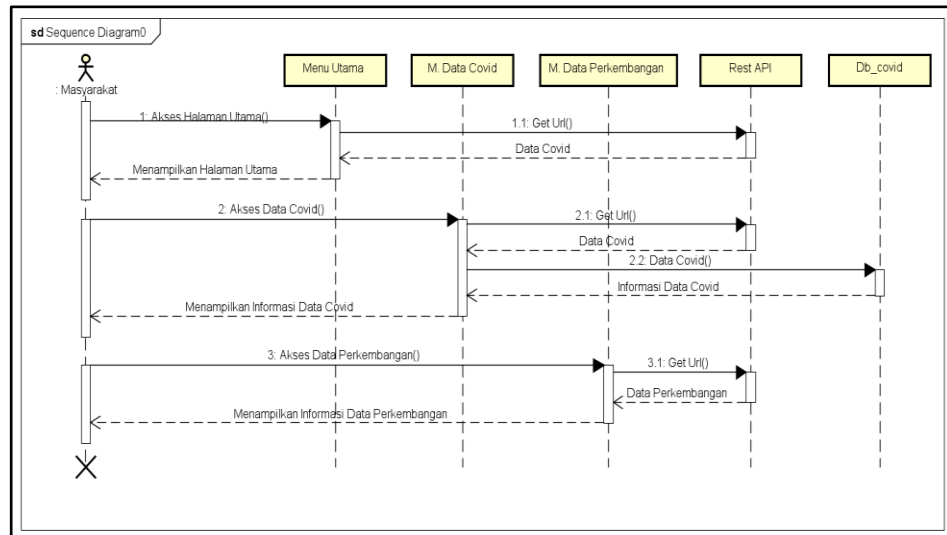 sd Sequence Diagram0
: Masyarakat
Menu Utama
M. Data Covid
M. Data Perkembangan
Rest API
Db_covid
1: Akses Halaman Utama()
1.1: Get Url()
Data Covid
Menampilkan Halaman Utama
2: Akses Data Covid()
2.1: Get Url()
Data Covid
2.2: Data Covid()
Informasi Data Covid
Menampilkan Informasi Data Covid
3: Akses Data Perkembangan()
3.1: Get Url()
Data Perkembangan
Menampilkan Informasi Data Perkembangan